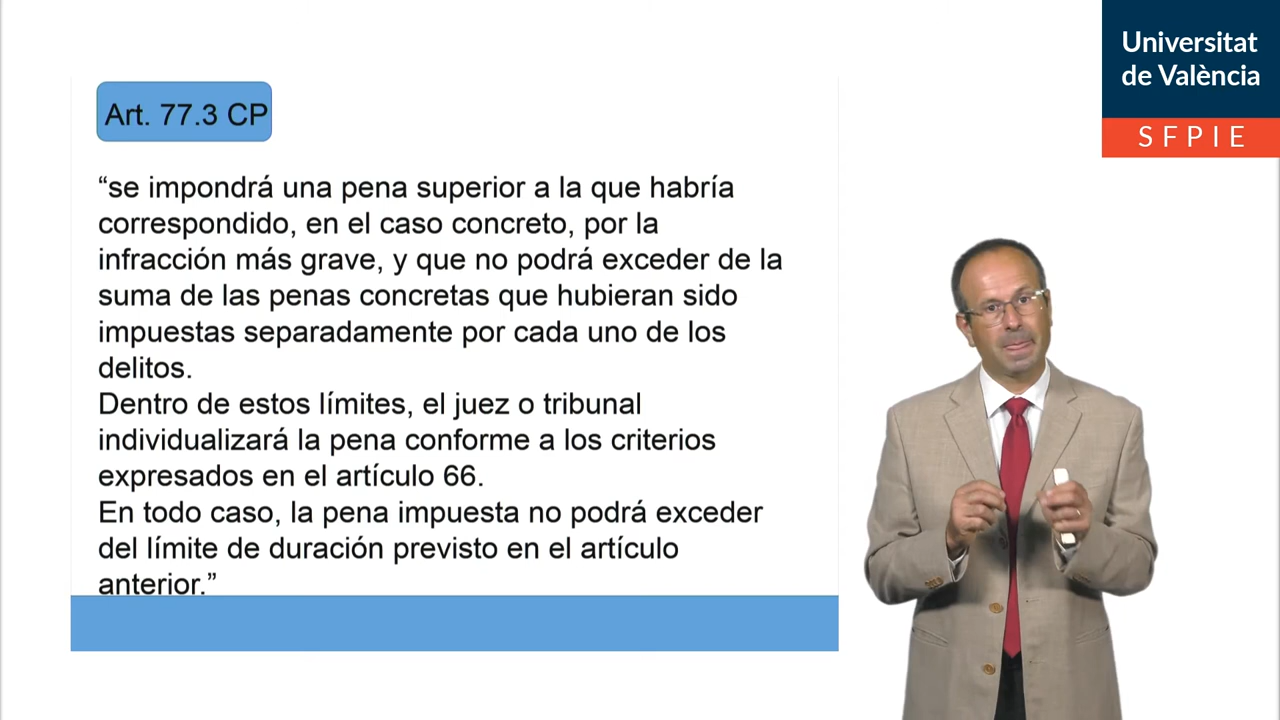 Universitat
de València
SFPIE
Art. 77.3 CP
“se impondrá una pena superior a la que habría
correspondido, en el caso concreto, por la
infracción más grave, y que no podrá exceder de la
suma de las penas concretas que hubieran sido
impuestas separadamente por cada uno de los
delitos.
Dentro de estos límites, el juez o tribunal
individualizará la pena conforme a los criterios
expresados en el artículo 66.
En todo caso, la pena impuesta no podrá exceder
del límite de duración previsto en el artículo
anterior.”